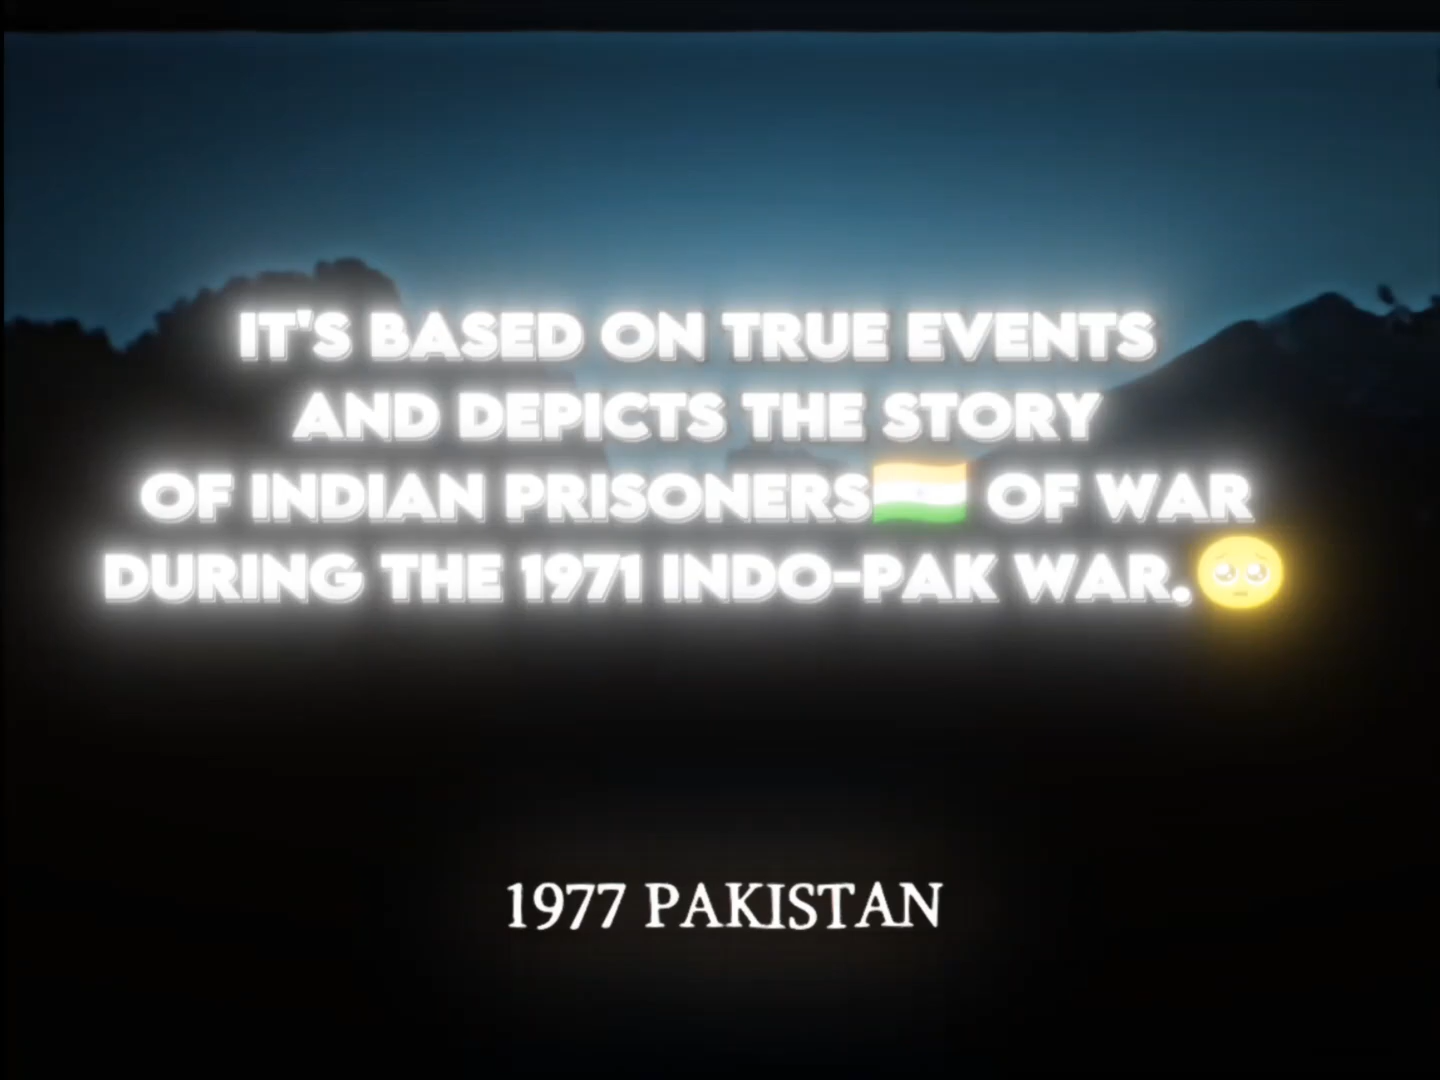 IT'S BASED ON TRUE EVENTS
AND DEPICTS THE STORY
OF INDIAN PRISONERS🇮🇳 OF WAR
DURING THE 1971 INDO-PAK WAR.🥺
1977 PAKISTAN